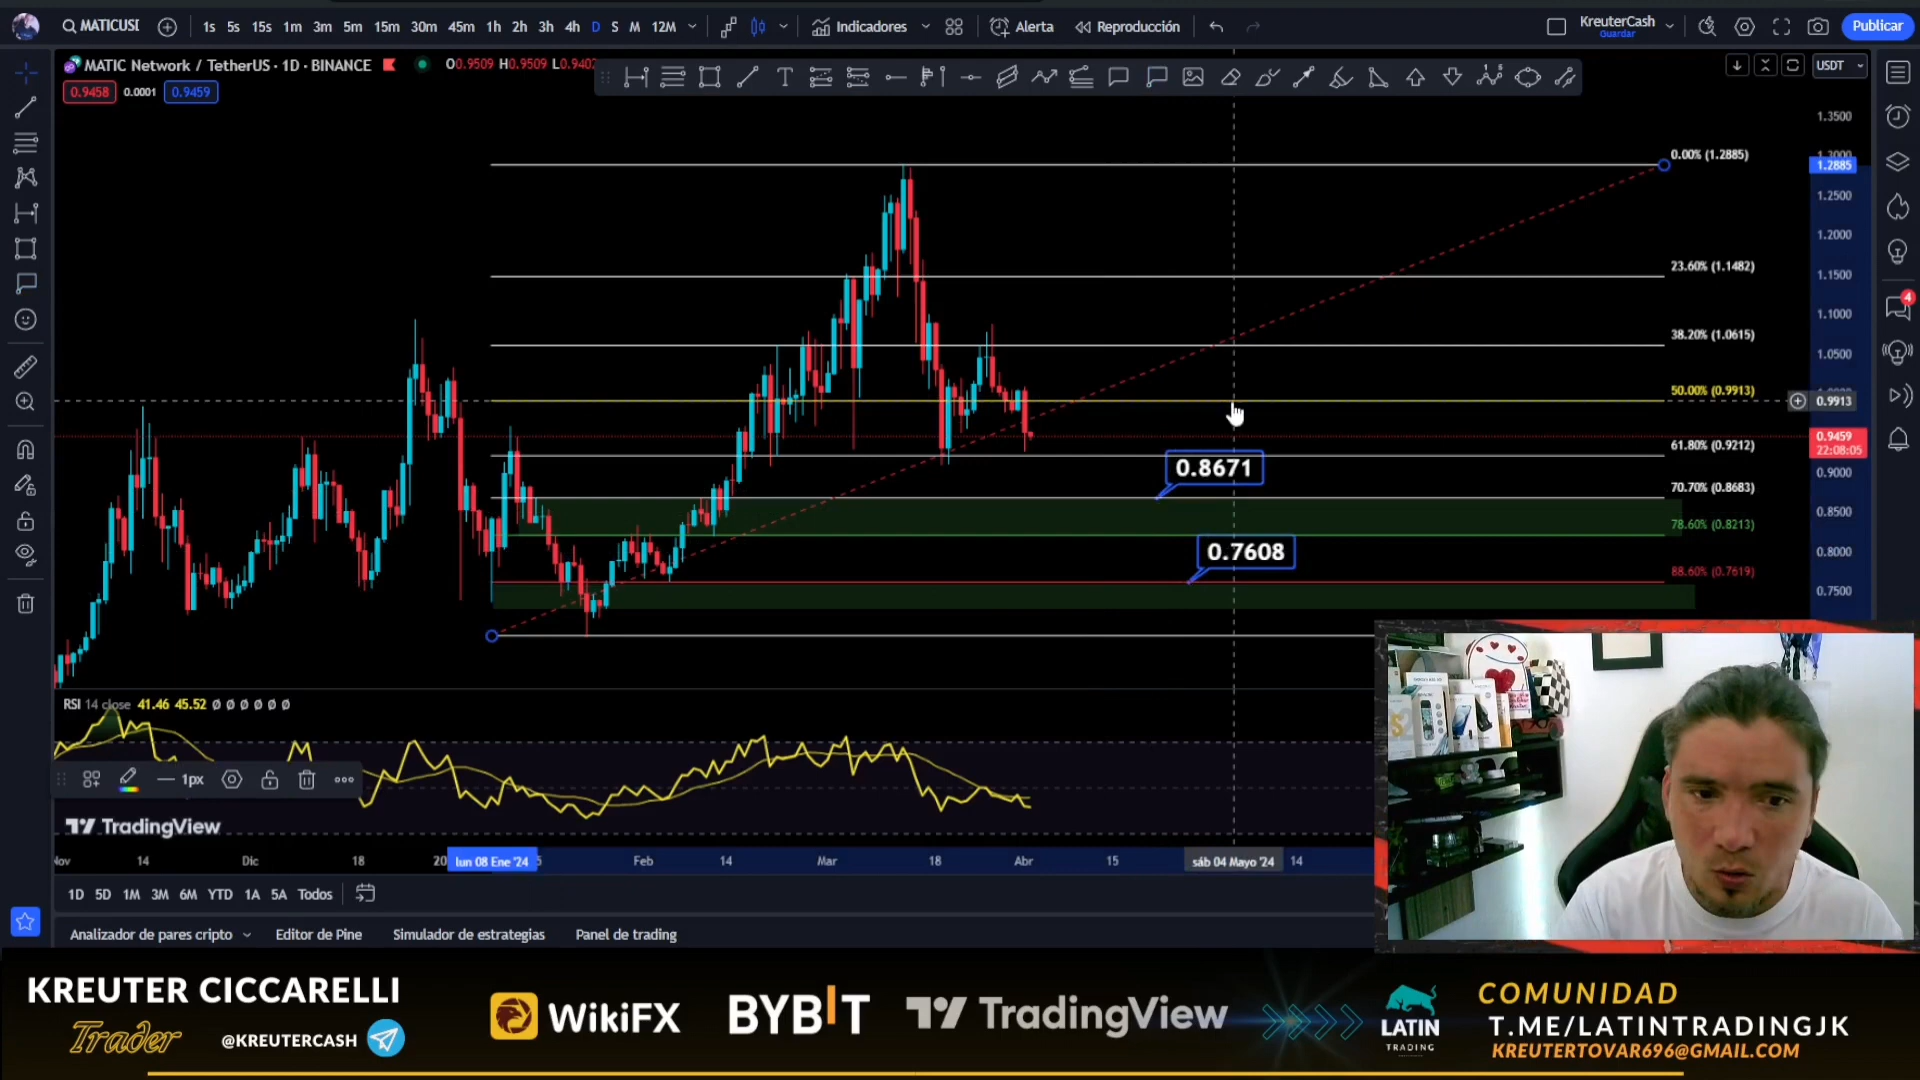 MATICUSI
1s 5s 15s 1m 3m 5m 15m 30m 45m 1h 2h 3h 4h D S M 12M
Indicadores
Alerta
Reproducción
KreuterCash
Guardar
Publicar
MATIC Network / TetherUS · 1D · BINANCE
O0.9509 H0.9509 L0.9402
USDT
0.9458 0.0001 0.9459
1.3500
0.00% (1.2885)
1.3000
1.2885
1.2500
1.2000
23.60% (1.1482)
1.1500
1.1000
38.20% (1.0615)
1.0500
50.00% (0.9913)
0.9913
0.9459
22:08:05
61.80% (0.9212)
0.8671
0.9000
70.70% (0.8683)
0.8500
78.60% (0.8213)
0.7608
0.8000
88.60% (0.7619)
0.7500
4
RSI 14 close 41.46 45.52 Ø Ø Ø Ø Ø Ø
1px
TradingView
Nov 14 Dic 18 20 lun 08 Ene '24 5 Feb 14 Mar 18 Abr 15 sáb 04 Mayo '24 14
1D 5D 1M 3M 6M YTD 1A 5A Todos
Analizador de pares cripto Editor de Pine Simulador de estrategias Panel de trading
KREUTER CICCARELLI
Trader
@KREUTERCASH
WikiFX
BYBIT
TradingView
LATIN
TRADING
COMUNIDAD
T.ME/LATINTRADINGJK
KREUTERTOVAR696@GMAIL.COM